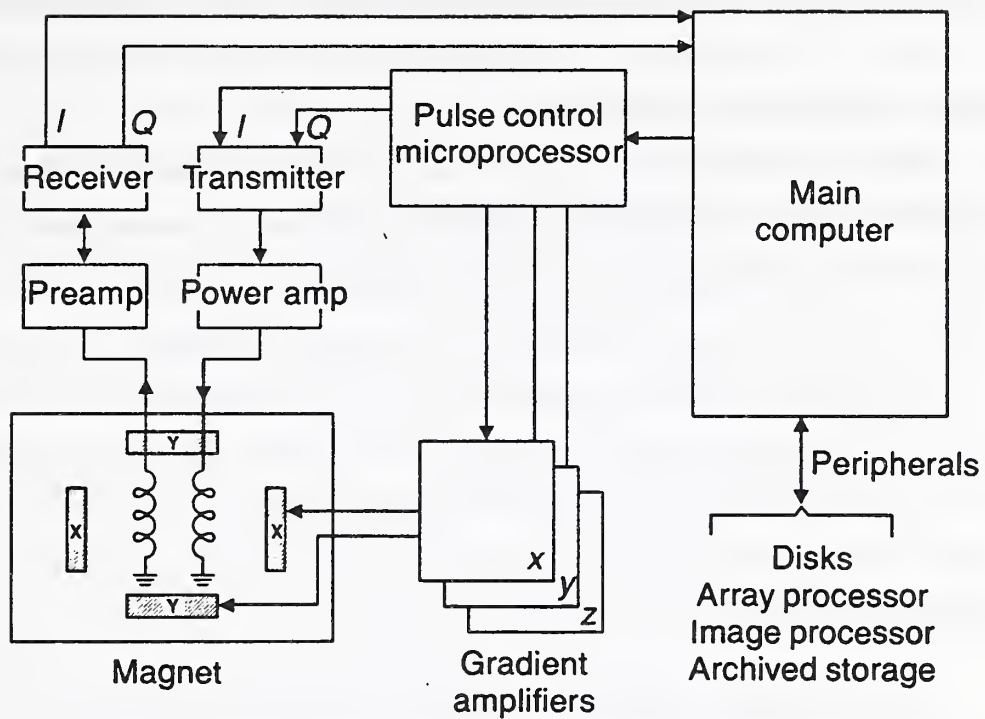 I
Q
I
Q
Pulse control
microprocessor
Main
computer
Receiver
Transmitter
Preamp
Power amp
Y
X
X
Y
x
y
z
Magnet
Gradient
amplifiers
Peripherals
Disks
Array processor
Image processor
Archived storage